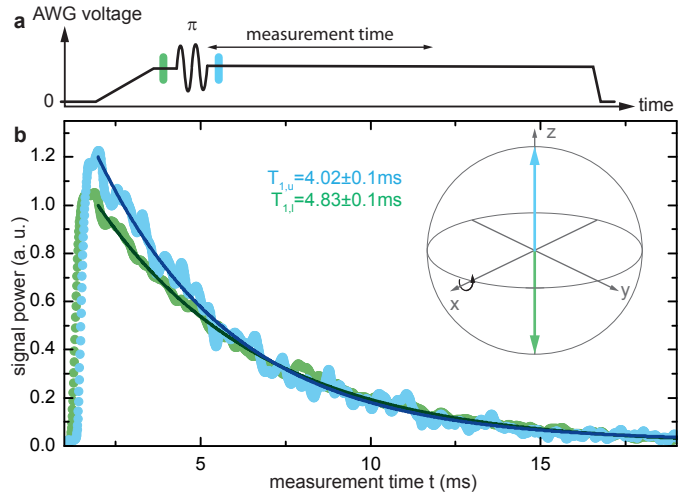 a AWG voltage
π
measurement time
0
time
b
z
1.2
T1,u=4.02±0.1ms
T1,l=4.83±0.1ms
1.0
0.8
0.6
0.4
0.2
0.0
x
y
signal power (a. u.)
5
10
15
measurement time t (ms)